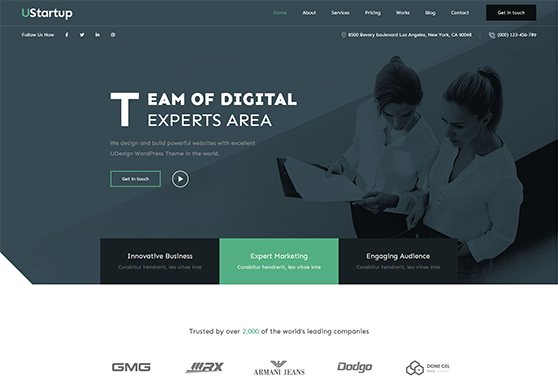 UStartup
Home About Services Pricing Works Blog Contact
Get in touch
Follow Us Now
8500 Bevery boulevard Los Angeles, New York, CA 90048
(000) 123-456-789
TEAM OF DIGITAL
EXPERTS AREA
We design and build powerful websites with excellent
UDesign WordPress Theme in the world.
Get in touch
Innovative Business
Curabitur hendrerit, leo vitae inte
Expert Marketing
Curabitur hendrerit, leo vitae inte
Engaging Audience
Curabitur hendrerit, leo vitae inte
Trusted by over 2,000 of the world's leading companies
GMG
RX
ARMANI JEANS
Dodgo
DONE CEL